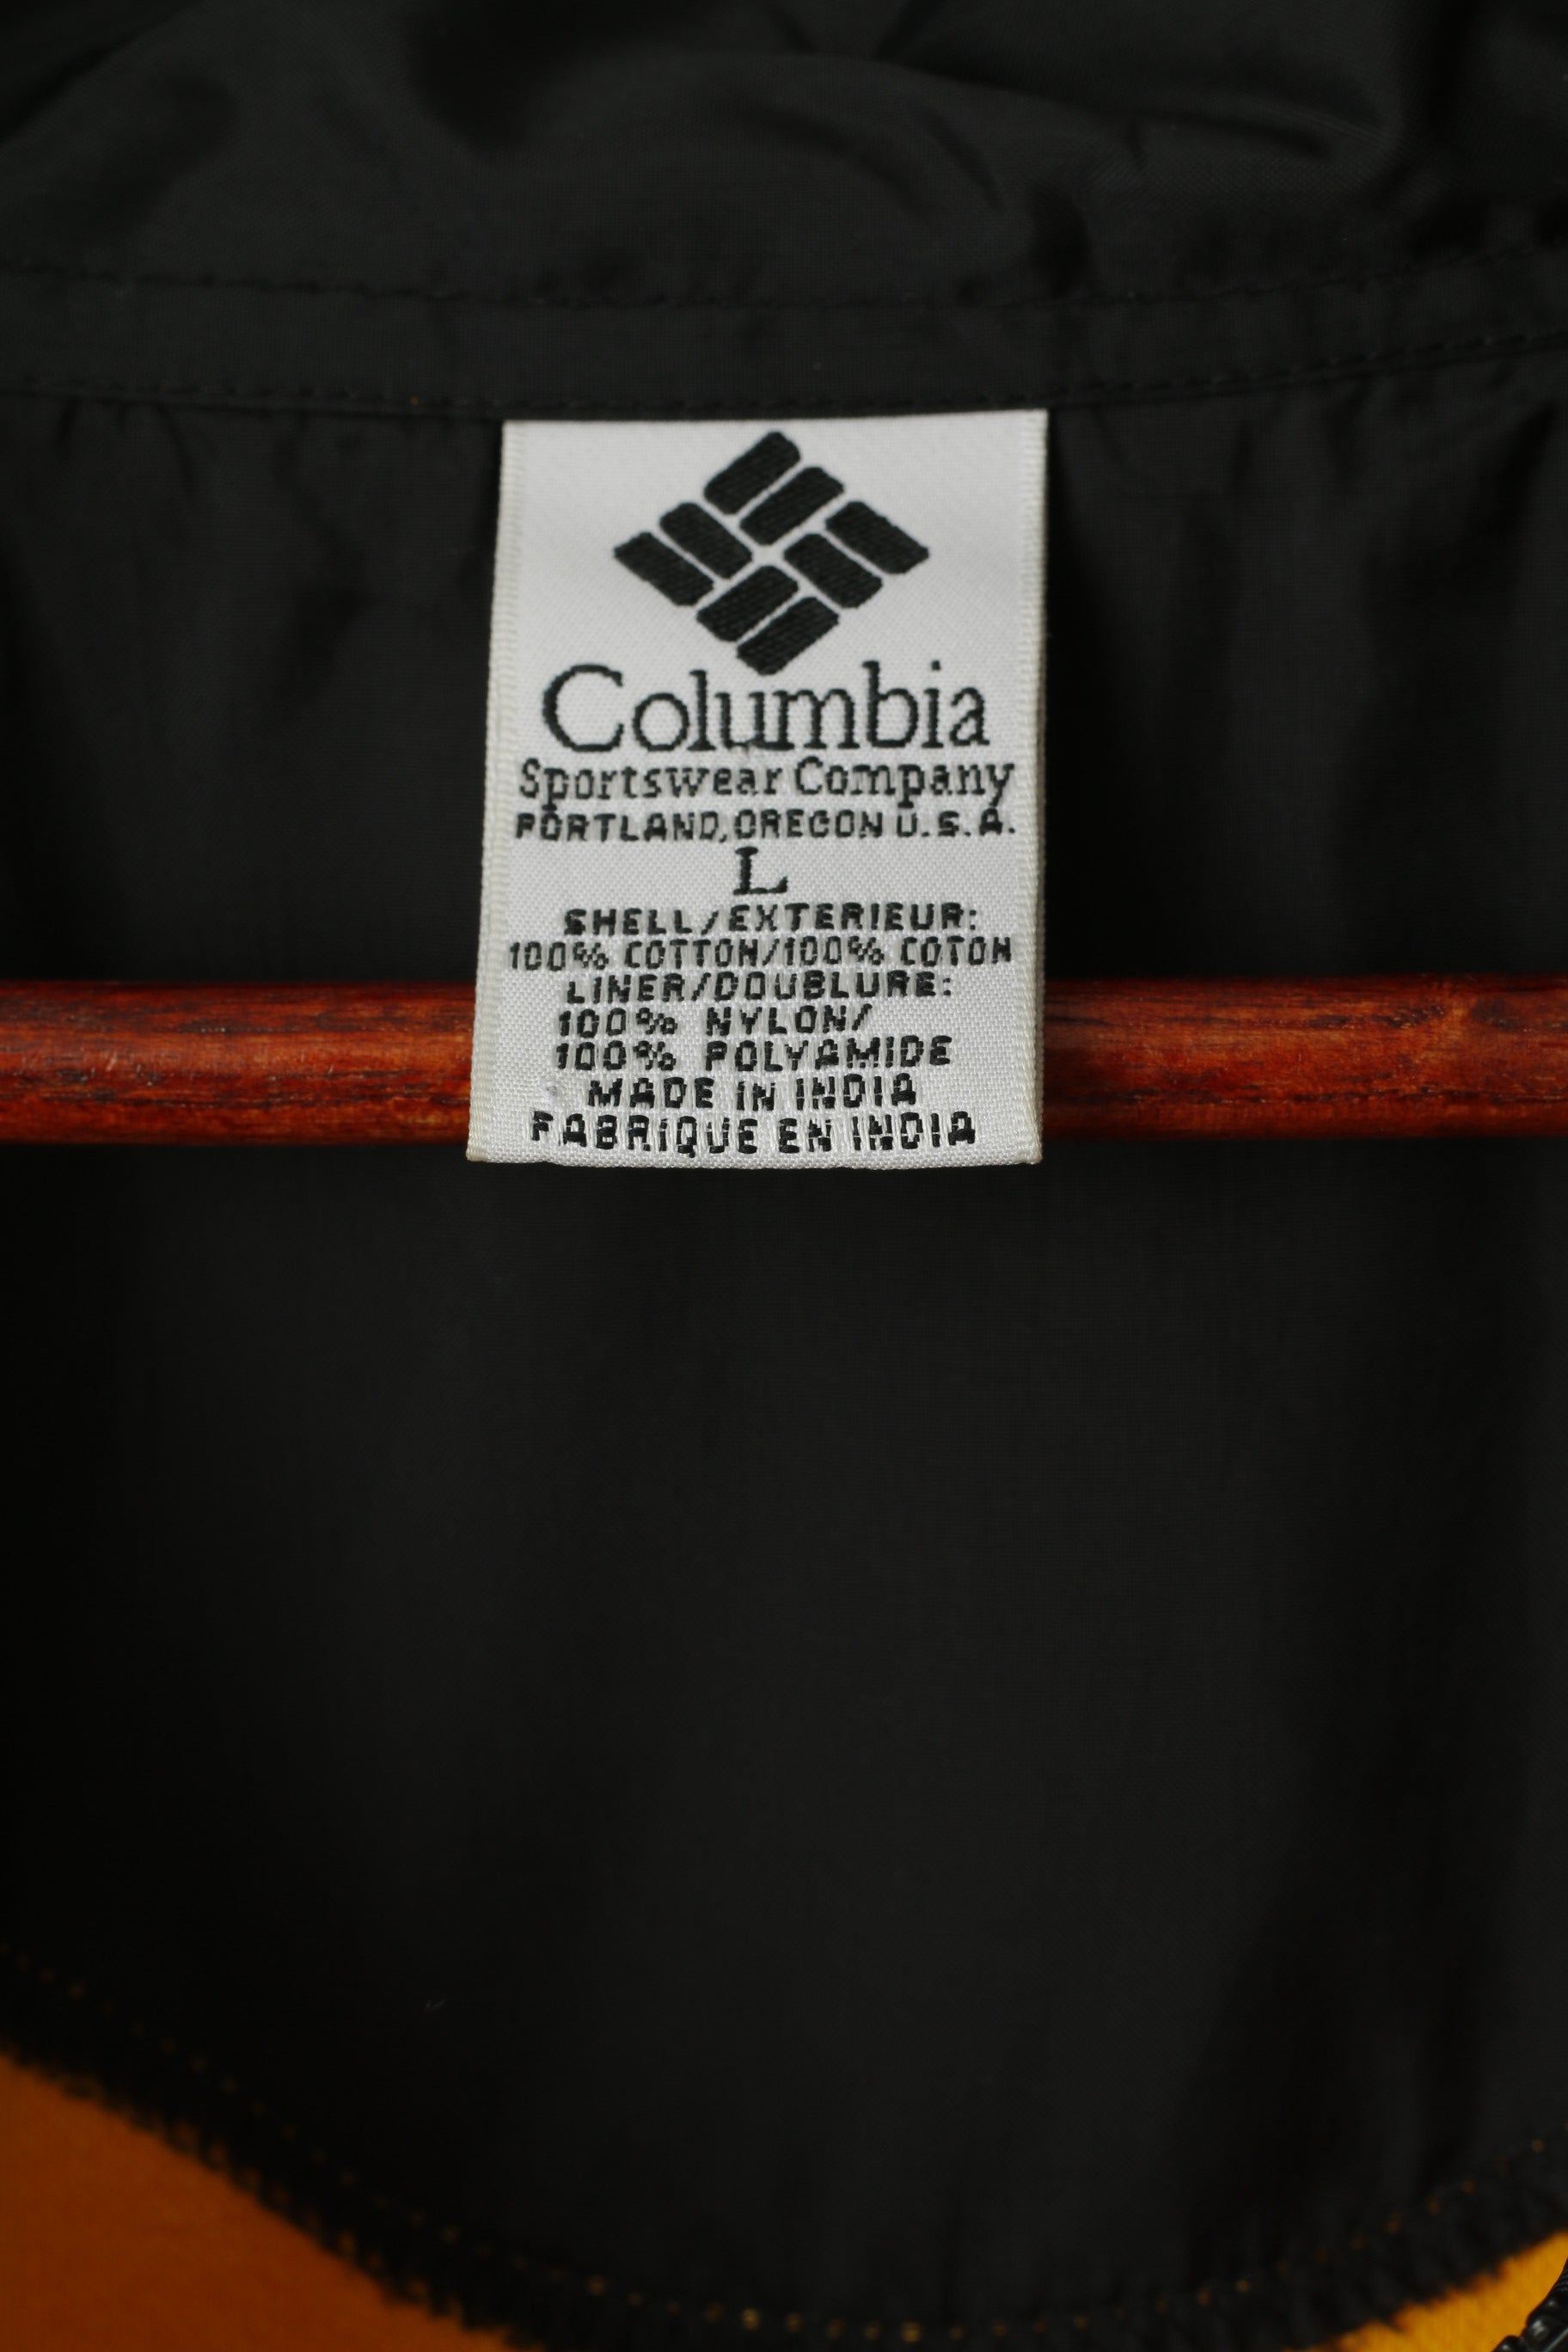 Columbia
Sportswear Company
PORTLAND, OREGON U.S.A.
L
SHELL/EXTERIEUR:
100% COTTON/100% COTON
LINER/DOUBLURE:
100% NYLON/
100% POLYAMIDE
MADE IN INDIA
FABRIQUE EN INDIA